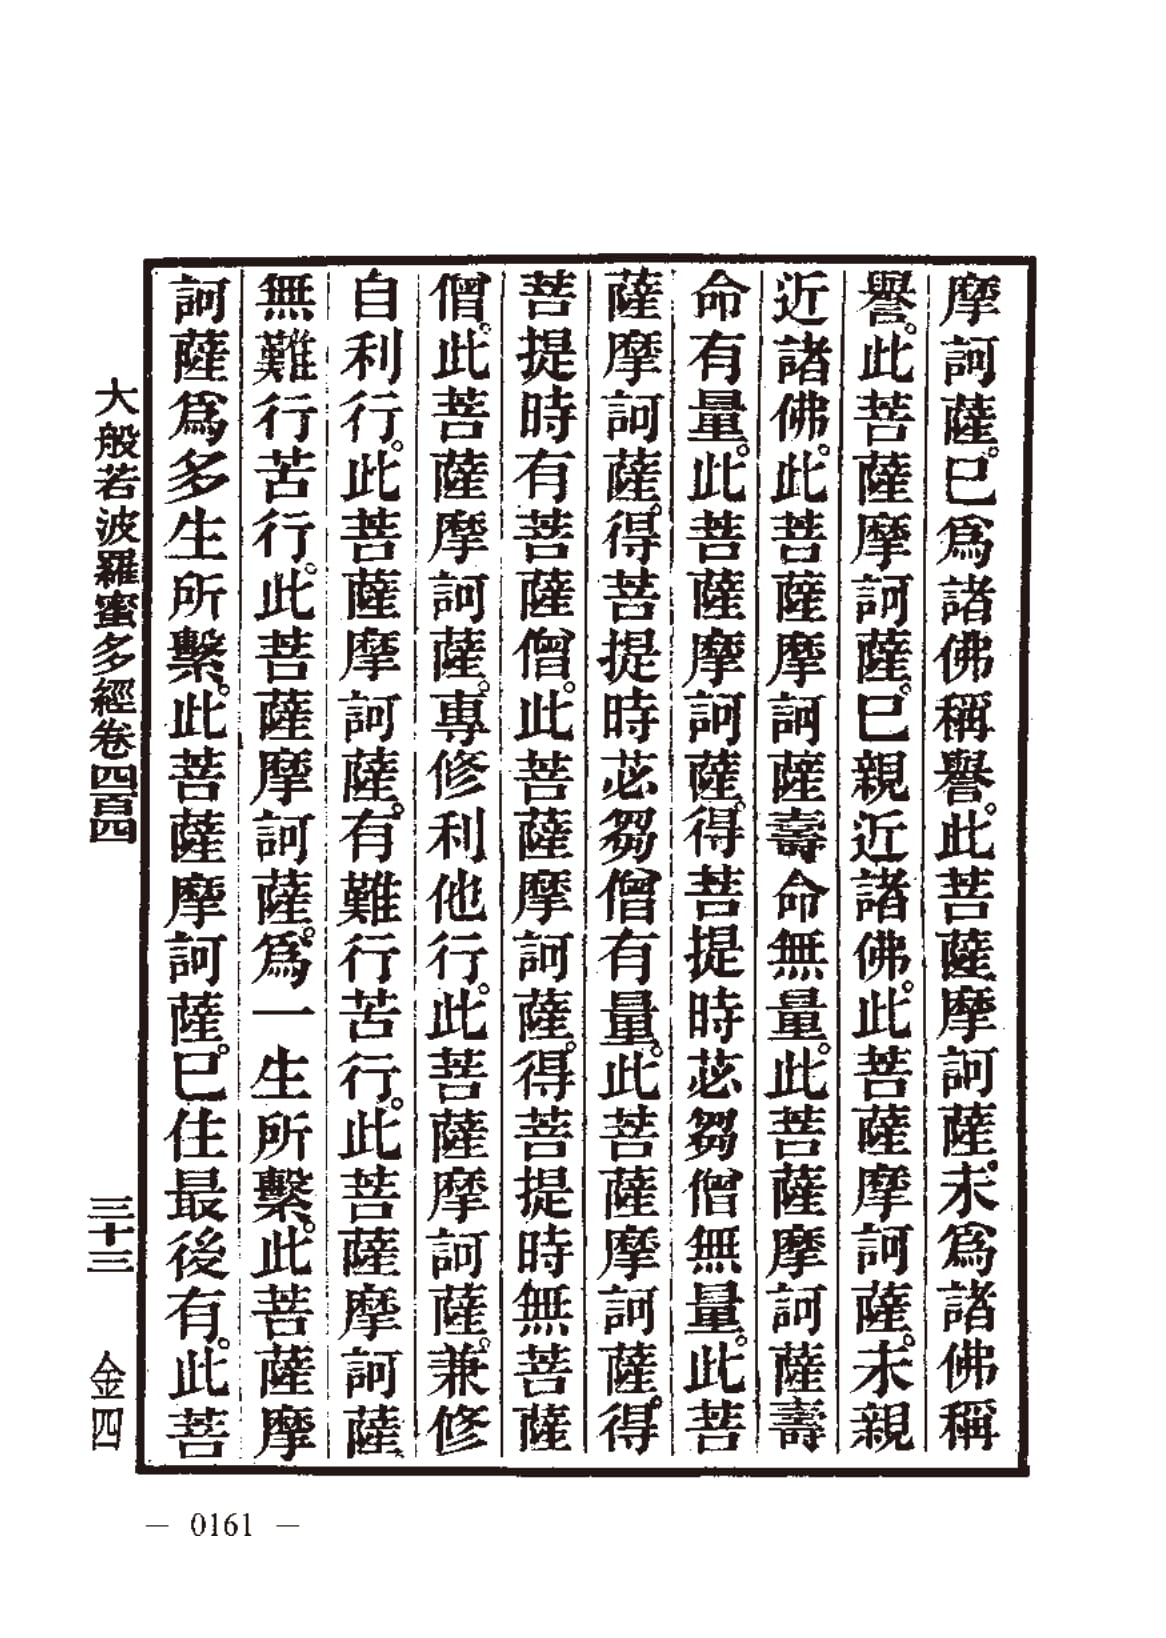 摩訶薩。已爲諸佛稱譽。此菩薩摩訶薩。未爲諸佛稱
譽。此菩薩摩訶薩。已親近諸佛。此菩薩摩訶薩。未親
近諸佛。此菩薩摩訶薩壽命無量。此菩薩摩訶薩壽
命有量。此菩薩摩訶薩。得菩提時苾芻僧無量。此菩
薩摩訶薩。得菩提時苾芻僧有量。此菩薩摩訶薩。得
菩提時有菩薩僧。此菩薩摩訶薩。得菩提時無菩薩
僧。此菩薩摩訶薩。專修利他行。此菩薩摩訶薩。兼修
自利行。此菩薩摩訶薩。有難行苦行。此菩薩摩訶薩
無難行苦行。此菩薩摩訶薩。爲一生所繫。此菩薩摩
訶薩爲多生所繫。此菩薩摩訶薩。已住最後有。此菩
大般若波羅蜜多經卷四百四 三十三 金四
— 0161 —